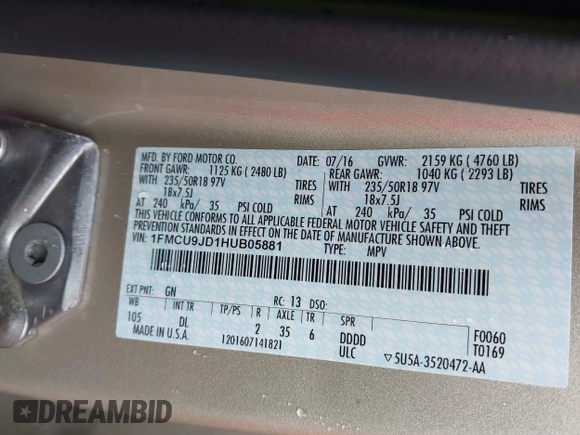 MFD. BY FORD MOTOR CO.
DATE: 07/16 GVWR: 2159 KG ( 4760 LB)
FRONT GAWR: 1125 KG ( 2480 LB) REAR GAWR: 1040 KG ( 2293 LB)
WITH 235/50R18 97V TIRES WITH 235/50R18 97V TIRES
18x7.5J RIMS 18x7.5J RIMS
AT 240 kPa/ 35 PSI COLD AT 240 kPa/ 35 PSI COLD
THIS VEHICLE CONFORMS TO ALL APPLICABLE FEDERAL MOTOR VEHICLE SAFETY AND THEFT
PREVENTION STANDARDS IN EFFECT ON THE DATE OF MANUFACTURE SHOWN ABOVE.
VIN: 1FMCU9JD1HUB05881 TYPE: MPV
EXT PNT: GN RC: 13 DSO:
WB INT TR TP/PS R AXLE TR SPR
105 DL 2 35 6 DDDD F0060
MADE IN U.S.A. 1201607141821 ULC 5U5A-3520472-AA T0169
DREAMBID